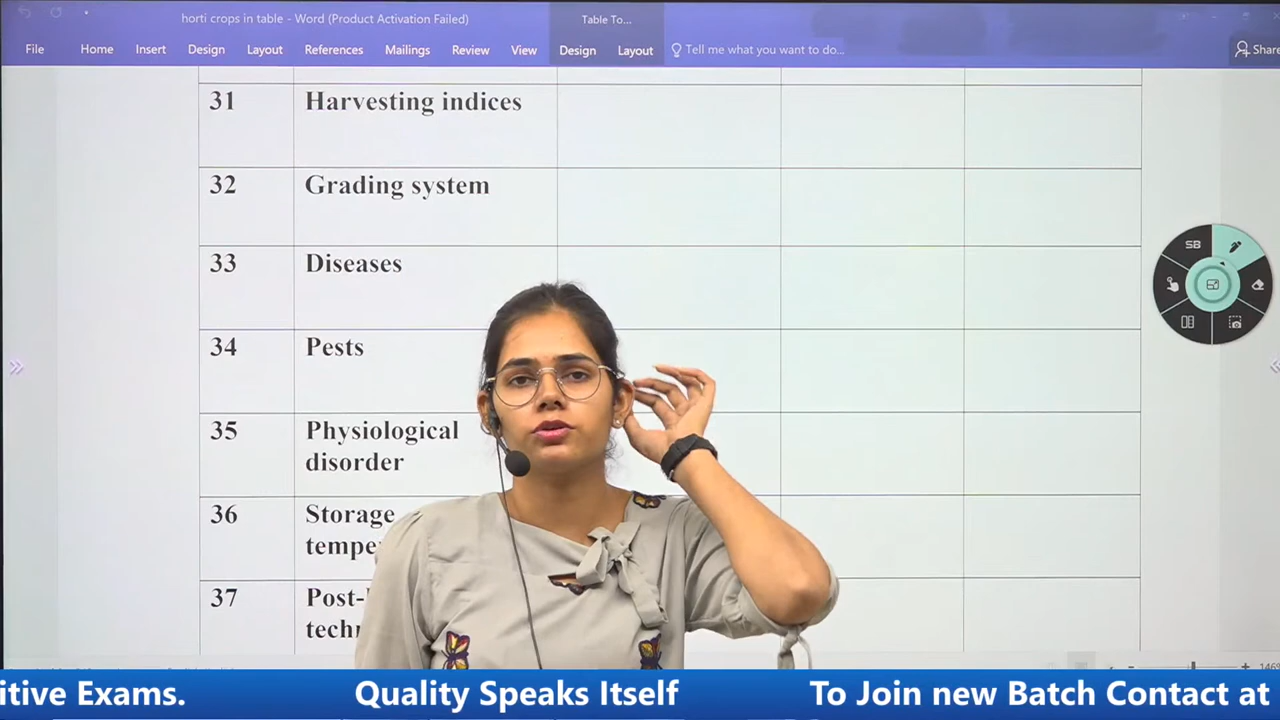 horti crops in table - Word (Product Activation Failed)
Table To...
File Home Insert Design Layout References Mailings Review View Design Layout Tell me what you want to do... Share
31 Harvesting indices
32 Grading system
33 Diseases
34 Pests
35 Physiological
disorder
SB
36 Storage
37 Post-
itive Exams. Quality Speaks Itself To Join new Batch Contact at